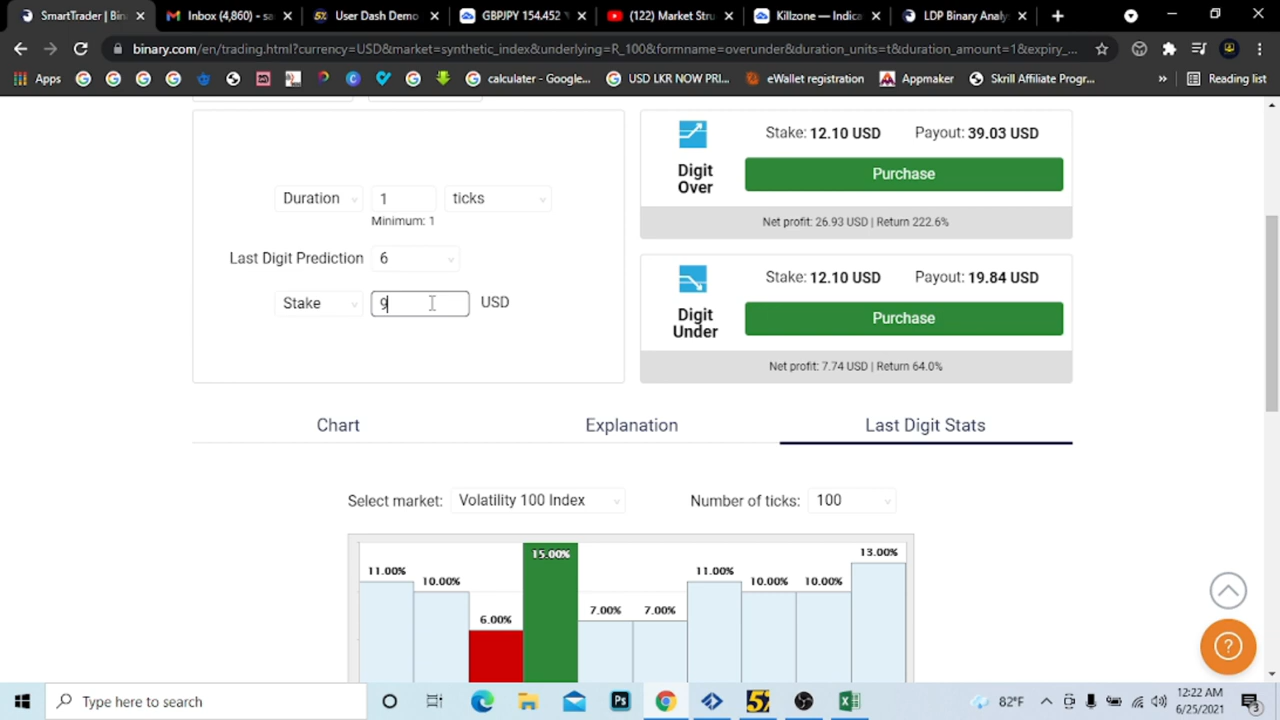 SmartTrader | Bin
Inbox (4,860) - sa
User Dash Demo
GBPJPY 154.452
(122) Market Stru
Killzone — Indica
LDP Binary Analy
binary.com/en/trading.html?currency=USD&market=synthetic_index&underlying=R_100&formname=overunder&duration_units=t&duration_amount=1&expiry_...
Apps
calculater - Google...
USD LKR NOW PRI...
eWallet registration
Appmaker
Skrill Affiliate Progr...
»
Reading list
Duration
1
ticks
Minimum: 1
Last Digit Prediction
6
Stake
9
USD
Digit
Over
Stake: 12.10 USD
Payout: 39.03 USD
Purchase
Net profit: 26.93 USD | Return 222.6%
Digit
Under
Stake: 12.10 USD
Payout: 19.84 USD
Purchase
Net profit: 7.74 USD | Return 64.0%
Chart
Explanation
Last Digit Stats
Select market:
Volatility 100 Index
Number of ticks:
100
11.00%
10.00%
6.00%
15.00%
7.00%
7.00%
11.00%
10.00%
10.00%
13.00%
?
Type here to search
Ps
82°F
12:22 AM
6/25/2021
3